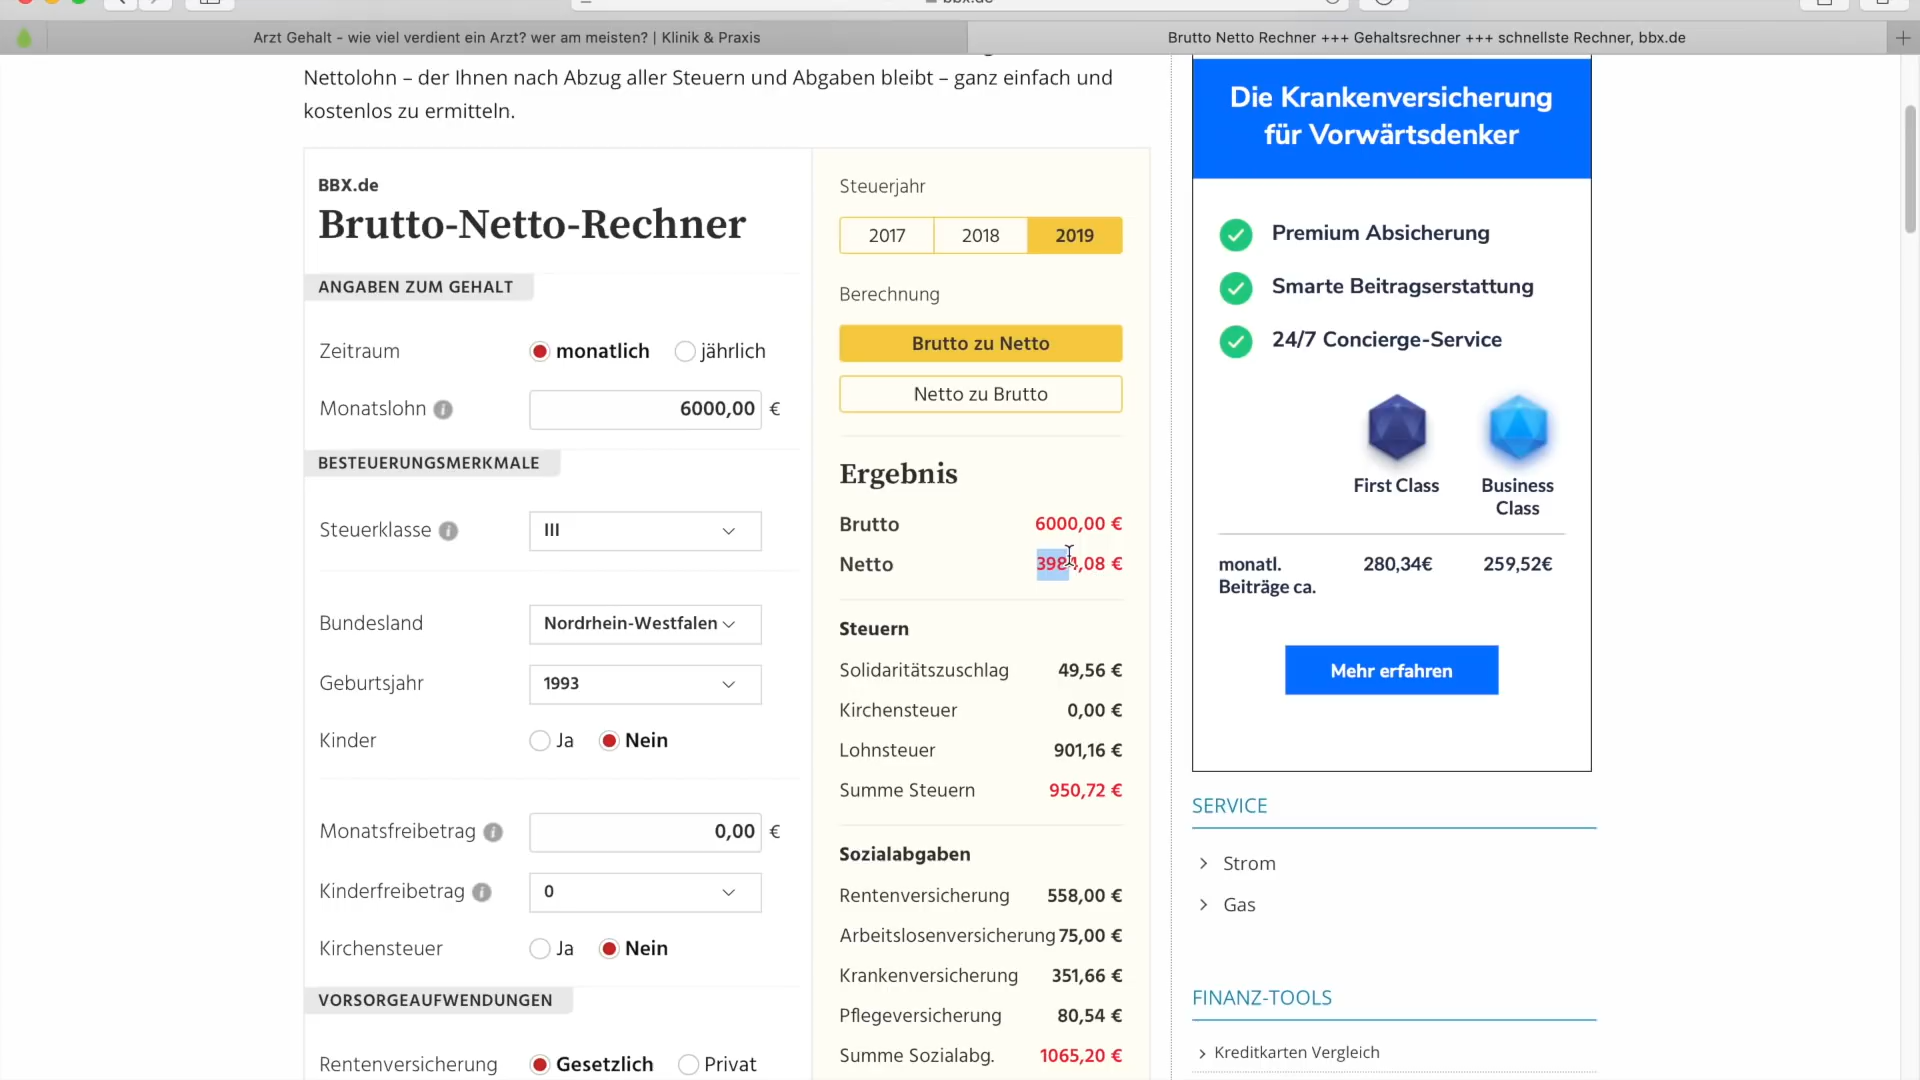 bbx.de
Arzt Gehalt - wie viel verdient ein Arzt? wer am meisten? | Klinik & Praxis
Brutto Netto Rechner +++ Gehaltsrechner +++ schnellste Rechner, bbx.de
Nettolohn – der Ihnen nach Abzug aller Steuern und Abgaben bleibt – ganz einfach und
kostenlos zu ermitteln.
BBX.de
Brutto-Netto-Rechner
ANGABEN ZUM GEHALT
Zeitraum monatlich jährlich
Monatslohn 6000,00 €
BESTEUERUNGSMERKMALE
Steuerklasse III
Bundesland Nordrhein-Westfalen
Geburtsjahr 1993
Kinder Ja Nein
Monatsfreibetrag 0,00 €
Kinderfreibetrag 0
Kirchensteuer Ja Nein
VORSORGEAUFWENDUNGEN
Rentenversicherung Gesetzlich Privat
Steuerjahr
2017 2018 2019
Berechnung
Brutto zu Netto
Netto zu Brutto
Ergebnis
Brutto 6000,00 €
Netto 3984,08 €
Steuern
Solidaritätszuschlag 49,56 €
Kirchensteuer 0,00 €
Lohnsteuer 901,16 €
Summe Steuern 950,72 €
Sozialabgaben
Rentenversicherung 558,00 €
Arbeitslosenversicherung 75,00 €
Krankenversicherung 351,66 €
Pflegeversicherung 80,54 €
Summe Sozialabg. 1065,20 €
Die Krankenversicherung
für Vorwärtsdenker
Premium Absicherung
Smarte Beitragserstattung
24/7 Concierge-Service
First Class Business
Class
monatl. 280,34€ 259,52€
Beiträge ca.
Mehr erfahren
SERVICE
Strom
Gas
FINANZ-TOOLS
Kreditkarten Vergleich